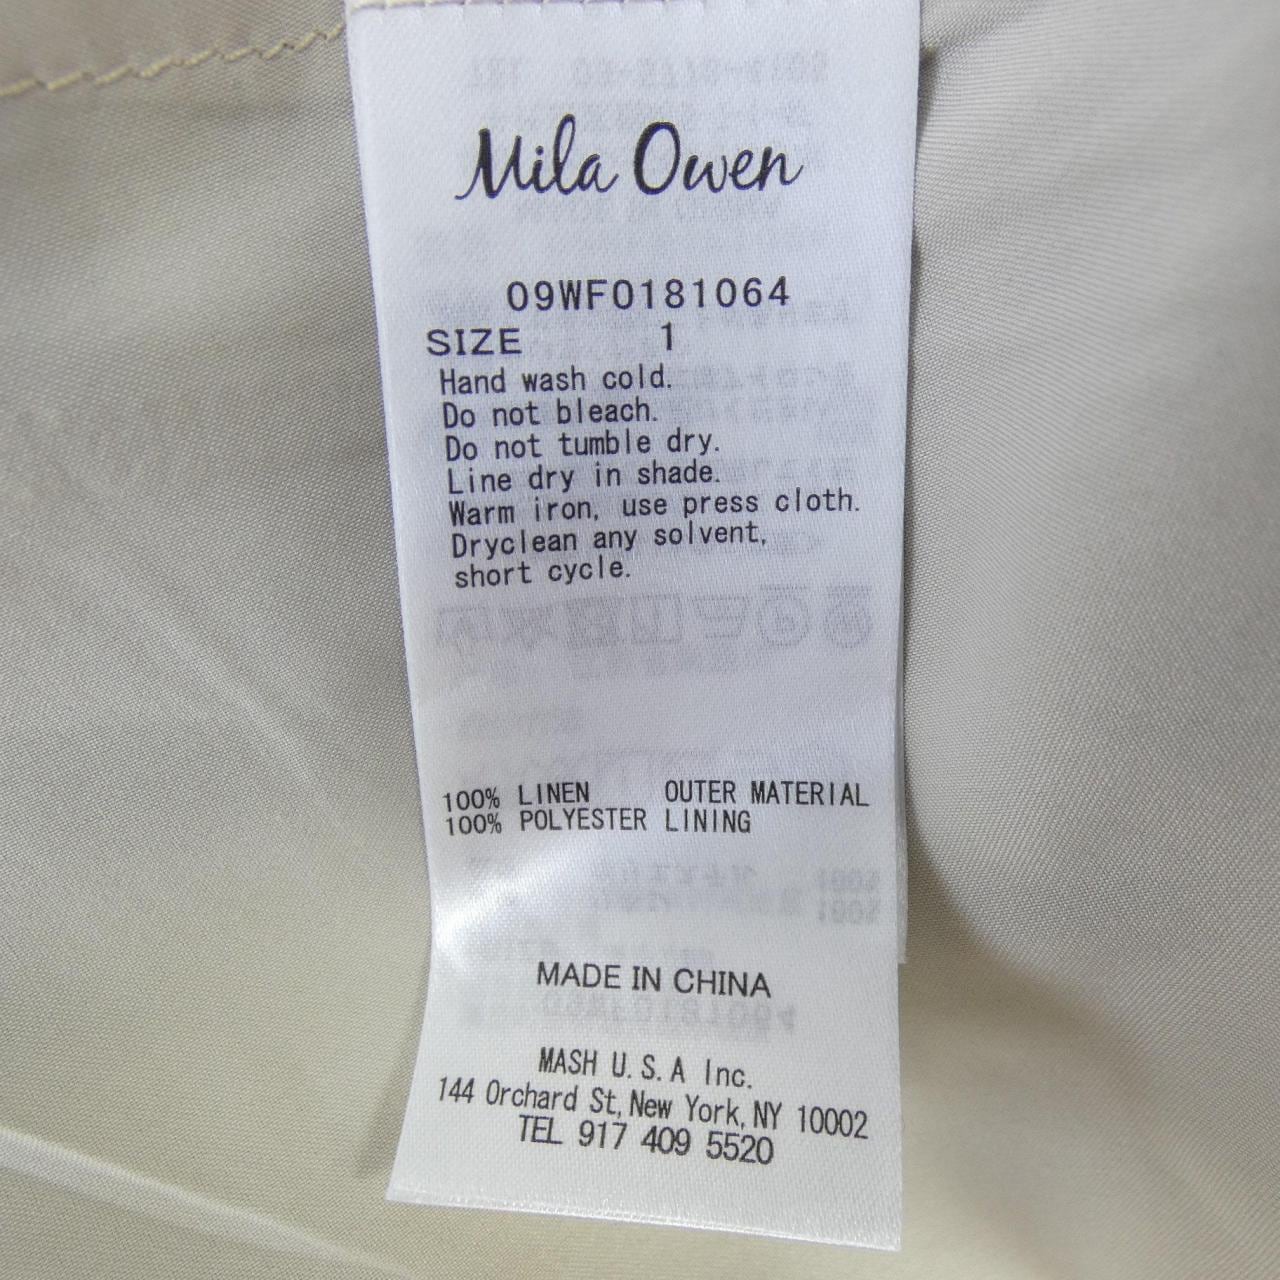 Mila Owen
09WF0181064
SIZE 1
Hand wash cold.
Do not bleach.
Do not tumble dry.
Line dry in shade.
Warm iron, use press cloth.
Dryclean any solvent,
short cycle.
100% LINEN OUTER MATERIAL
100% POLYESTER LINING
MADE IN CHINA
MASH U.S.A Inc.
144 Orchard St, New York, NY 10002
TEL 917 409 5520